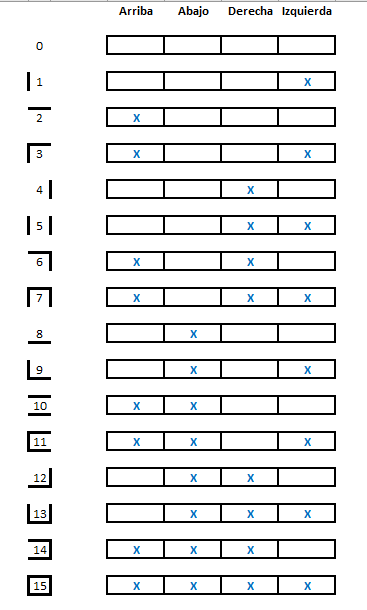 Arriba Abajo Derecha Izquierda
0
1 X
2 X
3 X X
4 X
5 X X
6 X X
7 X X X
8 X
9 X X
10 X X
11 X X X
12 X X
13 X X X
14 X X X
15 X X X X